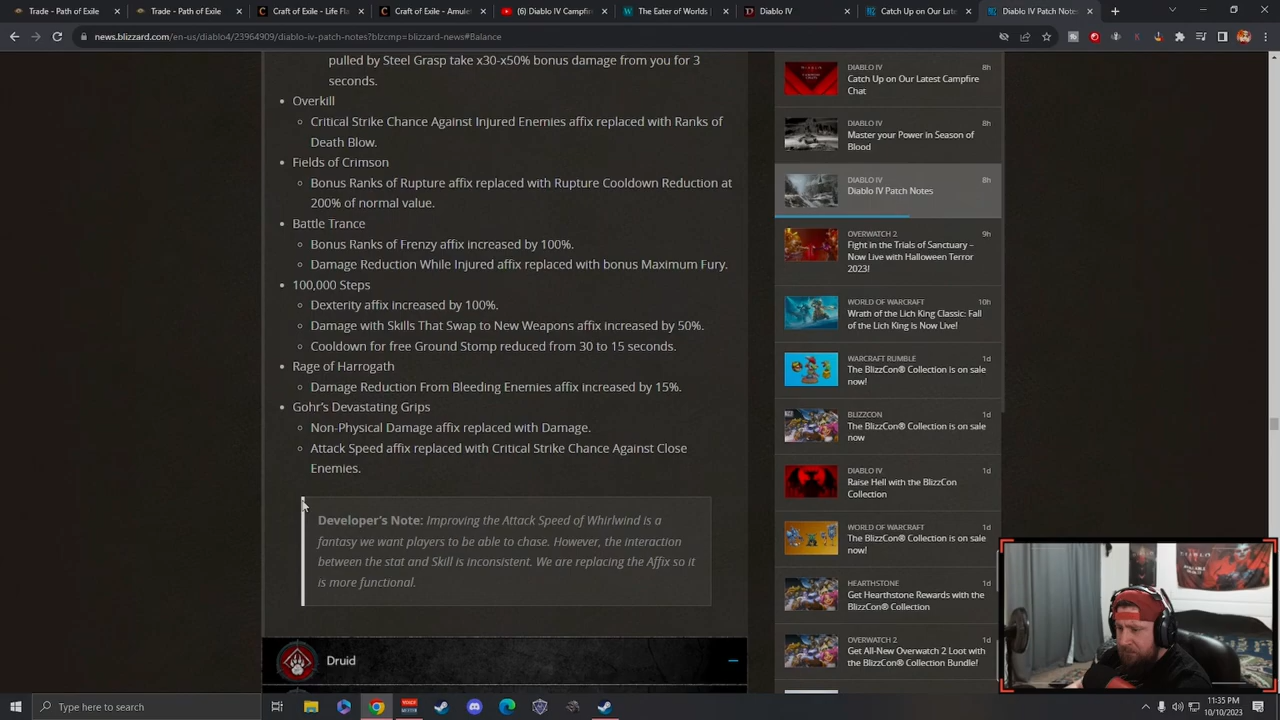 Trade - Path of Exile
Trade - Path of Exile
Craft of Exile - Life Fla
Craft of Exile - Amulet
(6) Diablo IV Campfire
The Eater of Worlds
Diablo IV
Catch Up on Our Late
Diablo IV Patch Notes
news.blizzard.com/en-us/diablo4/23964909/diablo-iv-patch-notes?blzcmp=blizzard-news#Balance
pulled by Steel Grasp take x30-x50% bonus damage from you for 3
seconds.
Overkill
Critical Strike Chance Against Injured Enemies affix replaced with Ranks of
Death Blow.
Fields of Crimson
Bonus Ranks of Rupture affix replaced with Rupture Cooldown Reduction at
200% of normal value.
Battle Trance
Bonus Ranks of Frenzy affix increased by 100%.
Damage Reduction While Injured affix replaced with bonus Maximum Fury.
100,000 Steps
Dexterity affix increased by 100%.
Damage with Skills That Swap to New Weapons affix increased by 50%.
Cooldown for free Ground Stomp reduced from 30 to 15 seconds.
Rage of Harrogath
Damage Reduction From Bleeding Enemies affix increased by 15%.
Gohr's Devastating Grips
Non-Physical Damage affix replaced with Damage.
Attack Speed affix replaced with Critical Strike Chance Against Close
Enemies.
Developer's Note: Improving the Attack Speed of Whirlwind is a
fantasy we want players to be able to chase. However, the interaction
between the stat and Skill is inconsistent. We are replacing the Affix so it
is more functional.
Druid
DIABLO IV 8h
Catch Up on Our Latest Campfire
Chat
DIABLO IV 8h
Master your Power in Season of
Blood
DIABLO IV 8h
Diablo IV Patch Notes
OVERWATCH 2 9h
Fight in the Trials of Sanctuary –
Now Live with Halloween Terror
2023!
WORLD OF WARCRAFT 10h
Wrath of the Lich King Classic: Fall
of the Lich King is Now Live!
WARCRAFT RUMBLE 1d
The BlizzCon® Collection is on sale
now!
BLIZZCON 1d
The BlizzCon® Collection is on sale
now
DIABLO IV 1d
Raise Hell with the BlizzCon
Collection
WORLD OF WARCRAFT 1d
The BlizzCon® Collection is on sale
now!
HEARTHSTONE 1d
Get Hearthstone Rewards with the
BlizzCon® Collection
OVERWATCH 2 1d
Get All-New Overwatch 2 Loot with
the BlizzCon® Collection Bundle!
Type here to search
11:35 PM
10/10/2023